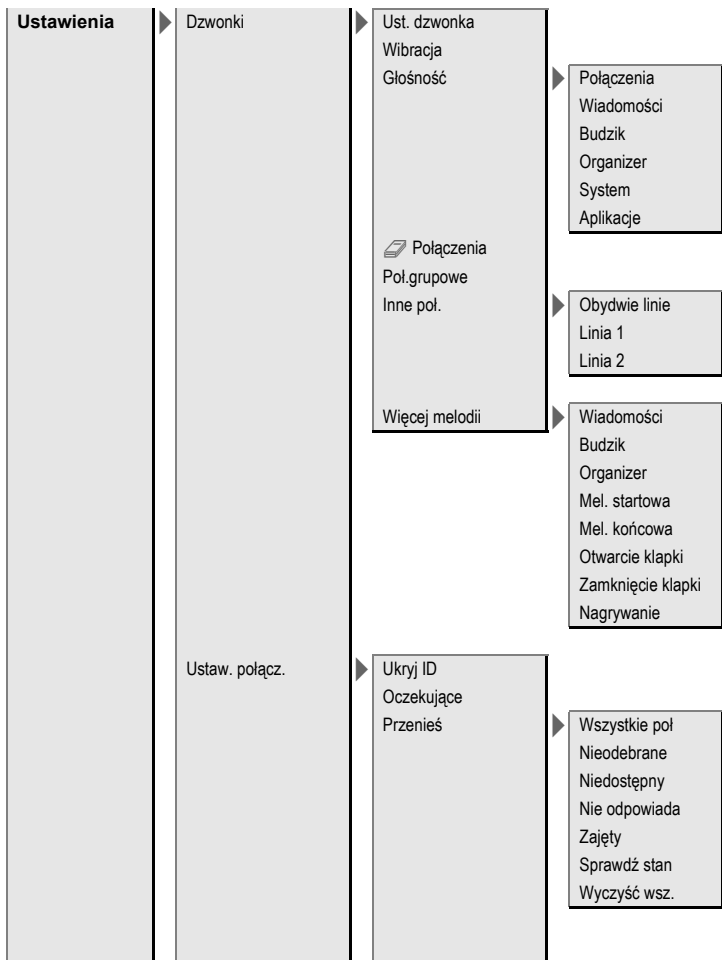 Ustawienia
Dzwonki
Ust. dzwonka
Wibracja
Głośność
Połączenia
Wiadomości
Budzik
Organizer
System
Aplikacje
Połączenia
Poł.grupowe
Inne poł.
Obydwie linie
Linia 1
Linia 2
Więcej melodii
Wiadomości
Budzik
Organizer
Mel. startowa
Mel. końcowa
Otwarcie klapki
Zamknięcie klapki
Nagrywanie
Ustaw. połącz.
Ukryj ID
Oczekujące
Przenieś
Wszystkie poł
Nieodebrane
Niedostępny
Nie odpowiada
Zajęty
Sprawdź stan
Wyczyść wsz.